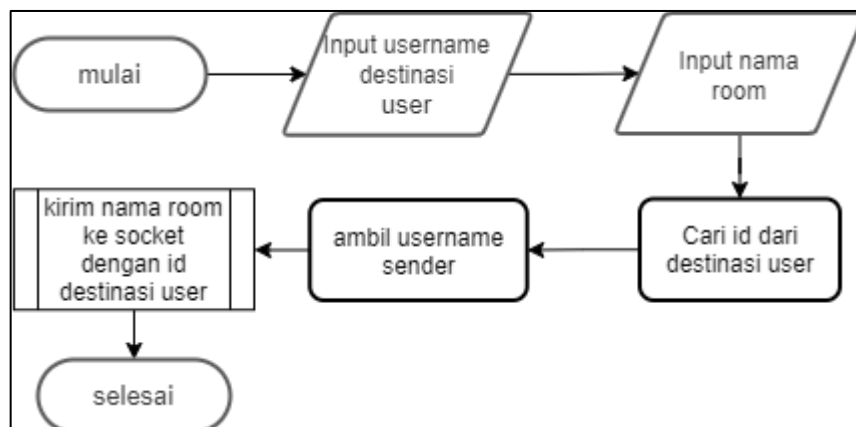 mulai
Input username
destinasi
user
Input nama
room
Cari id dari
destinasi user
ambil username
sender
kirim nama room
ke socket
dengan id
destinasi user
selesai